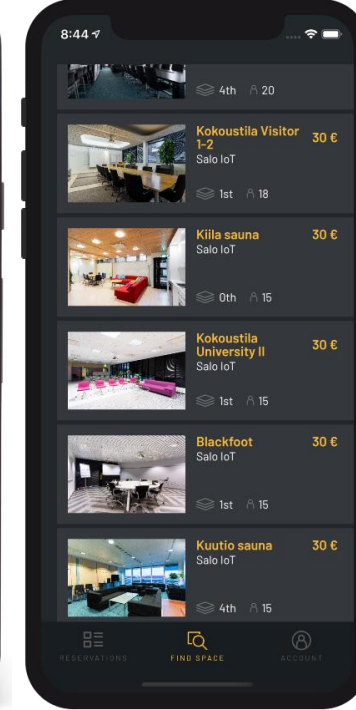 8:44
4th 20
Kokoustila Visitor 30 €
1-2
Salo IoT
1st 18
Kiila sauna 30 €
Salo IoT
0th 15
Kokoustila 30 €
University II
Salo IoT
1st 15
Blackfoot 30 €
Salo IoT
1st 15
Kuutio sauna 30 €
Salo IoT
4th 15
RESERVATIONS FIND SPACE ACCOUNT